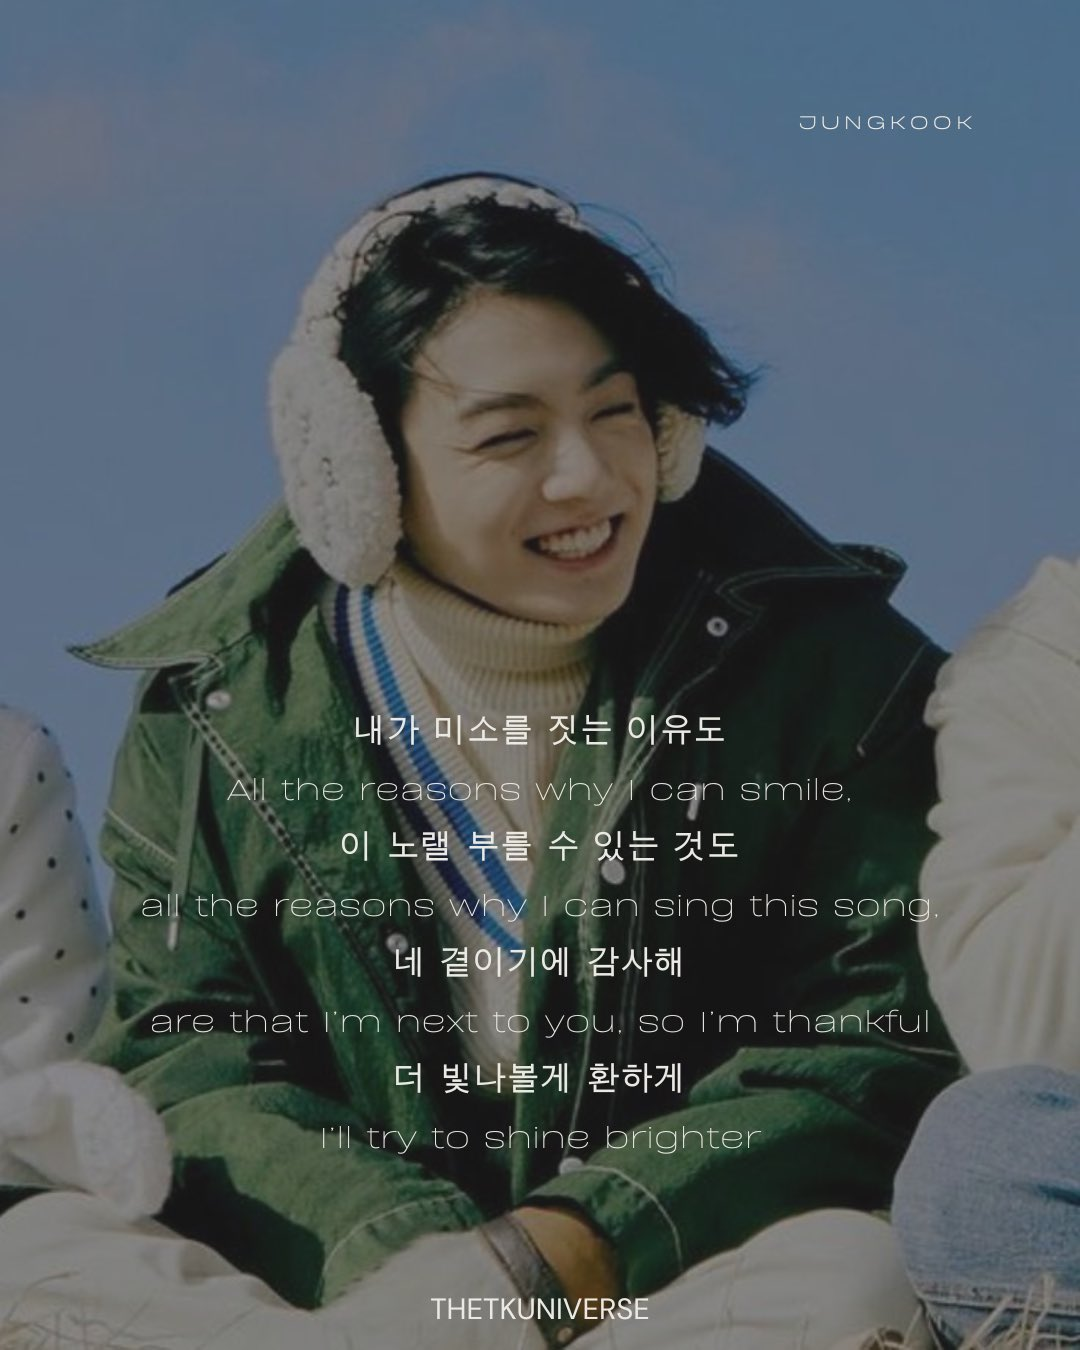 JUNGKOOK
내가 미소를 짓는 이유도
All the reasons why I can smile,
이 노랠 부를 수 있는 것도
all the reasons why I can sing this song,
네 곁이기에 감사해
are that I'm next to you, so I'm thankful
더 빛나볼게 환하게
I'll try to shine brighter
THETKUNIVERSE